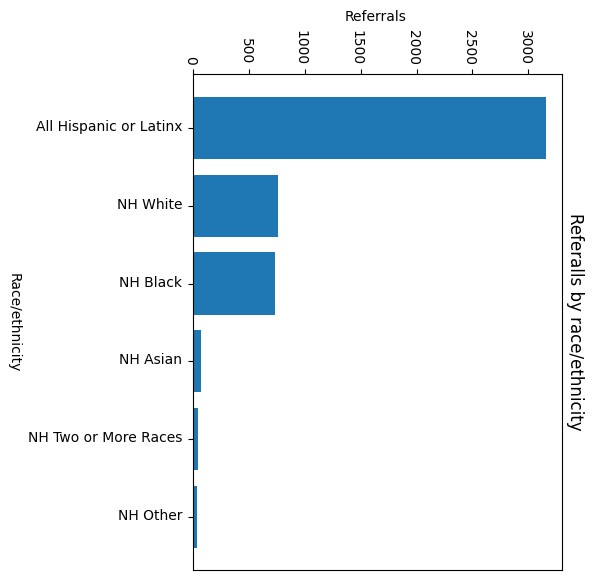 Referrals
0
500
1000
1500
2000
2500
3000
All Hispanic or Latinx
NH White
NH Black
NH Asian
NH Two or More Races
NH Other
Race/ethnicity
Referalls by race/ethnicity